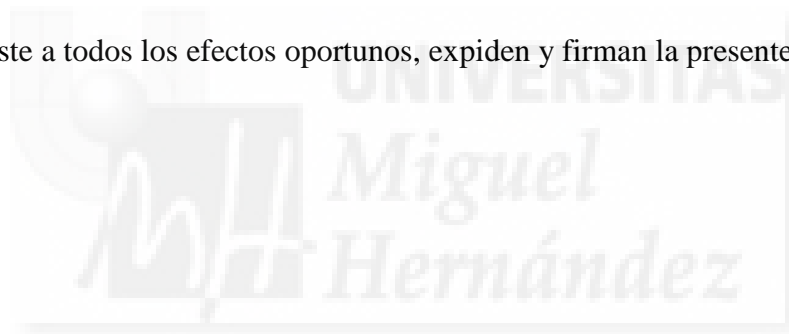 ste a todos los efectos oportunos, expiden y firman la presente
UNIVERSITAS
Miguel
Hernández